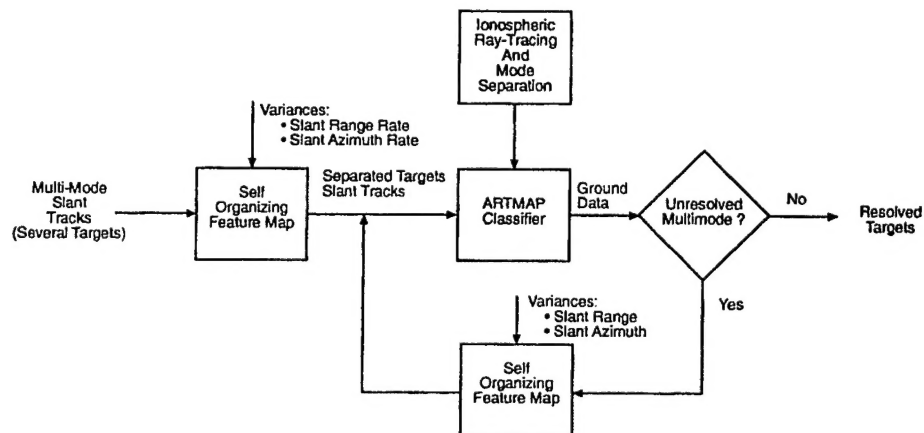 Ionospheric
Ray-Tracing
And
Mode
Separation
Variances:
• Slant Range Rate
• Slant Azimuth Rate
Multi-Mode
Slant
Tracks
(Several Targets)
Self
Organizing
Feature Map
Separated Targets
Slant Tracks
ARTMAP
Classifier
Ground
Data
Unresolved
Multimode ?
No
Resolved
Targets
Yes
Variances:
• Slant Range
• Slant Azimuth
Self
Organizing
Feature Map